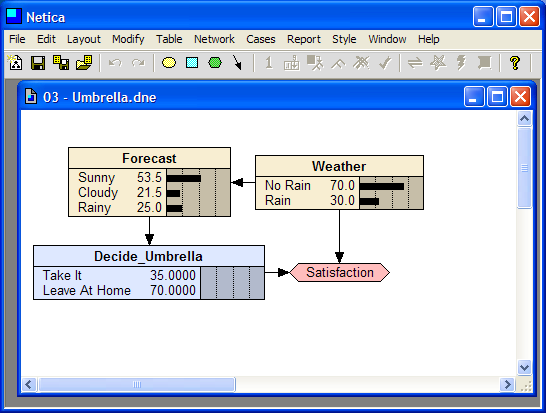 Netica
File Edit Layout Modify Table Network Cases Report Style Window Help
1 ?
03 - Umbrella.dne
Forecast
Sunny 53.5
Cloudy 21.5
Rainy 25.0
Weather
No Rain 70.0
Rain 30.0
Decide_Umbrella
Take It 35.0000
Leave At Home 70.0000
Satisfaction